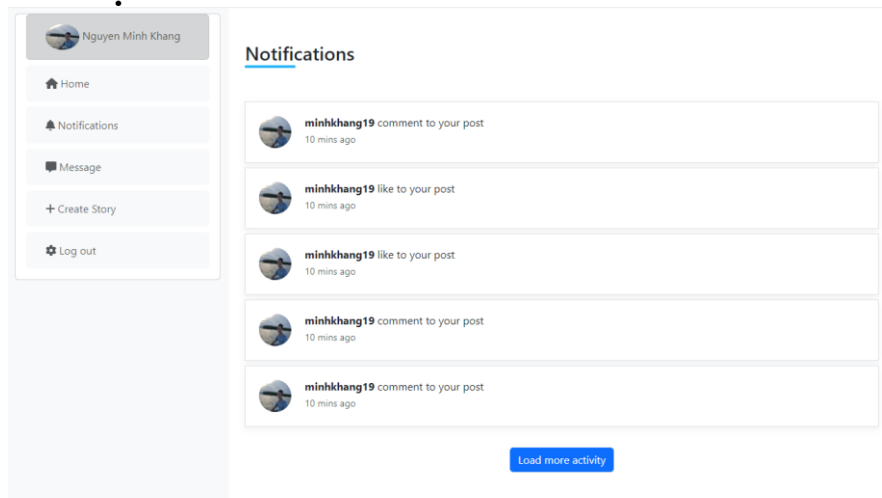 Nguyen Minh Khang
Home
Notifications
Message
Create Story
Log out
Notifications
minhkhang19 comment to your post
10 mins ago
minhkhang19 like to your post
10 mins ago
minhkhang19 like to your post
10 mins ago
minhkhang19 comment to your post
10 mins ago
minhkhang19 comment to your post
10 mins ago
Load more activity